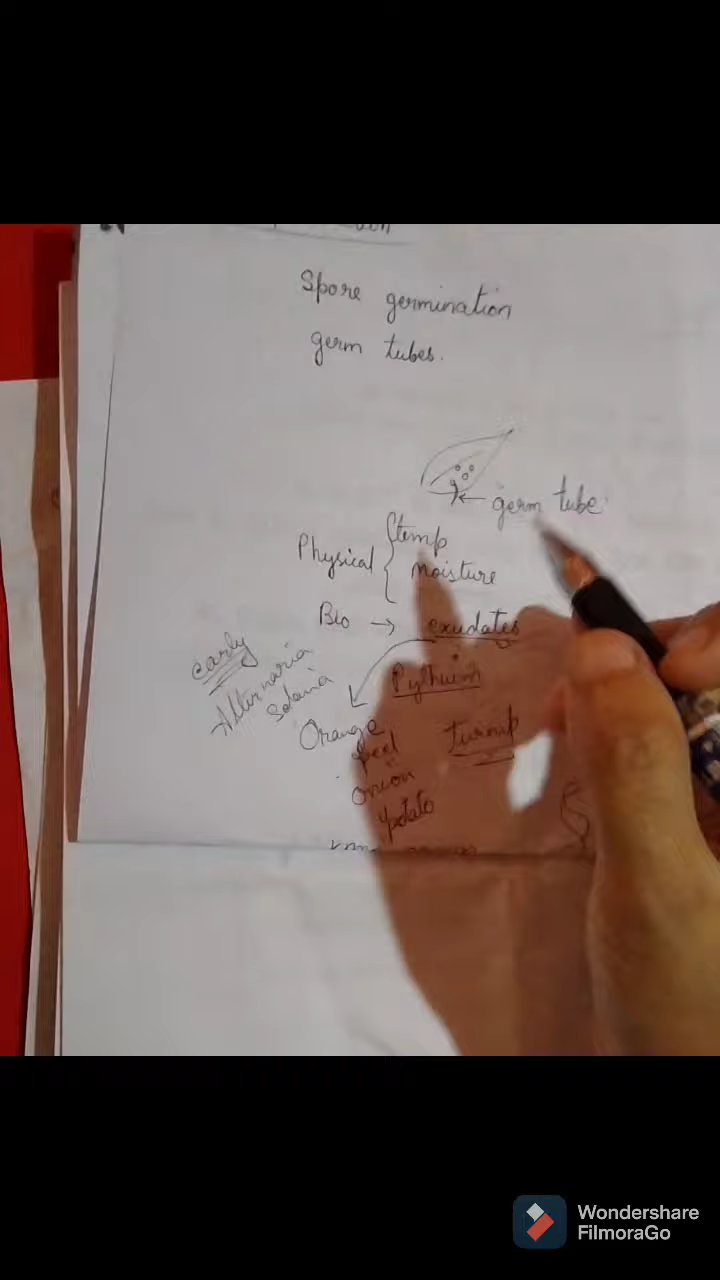 Spore germination
germ tubes.
germ tube
Physical { temp
moisture
Bio → exudates
early
Alternaria
Solania
Pythium
Orange
peel
turnip
onion
potato
Wondershare
FilmoraGo